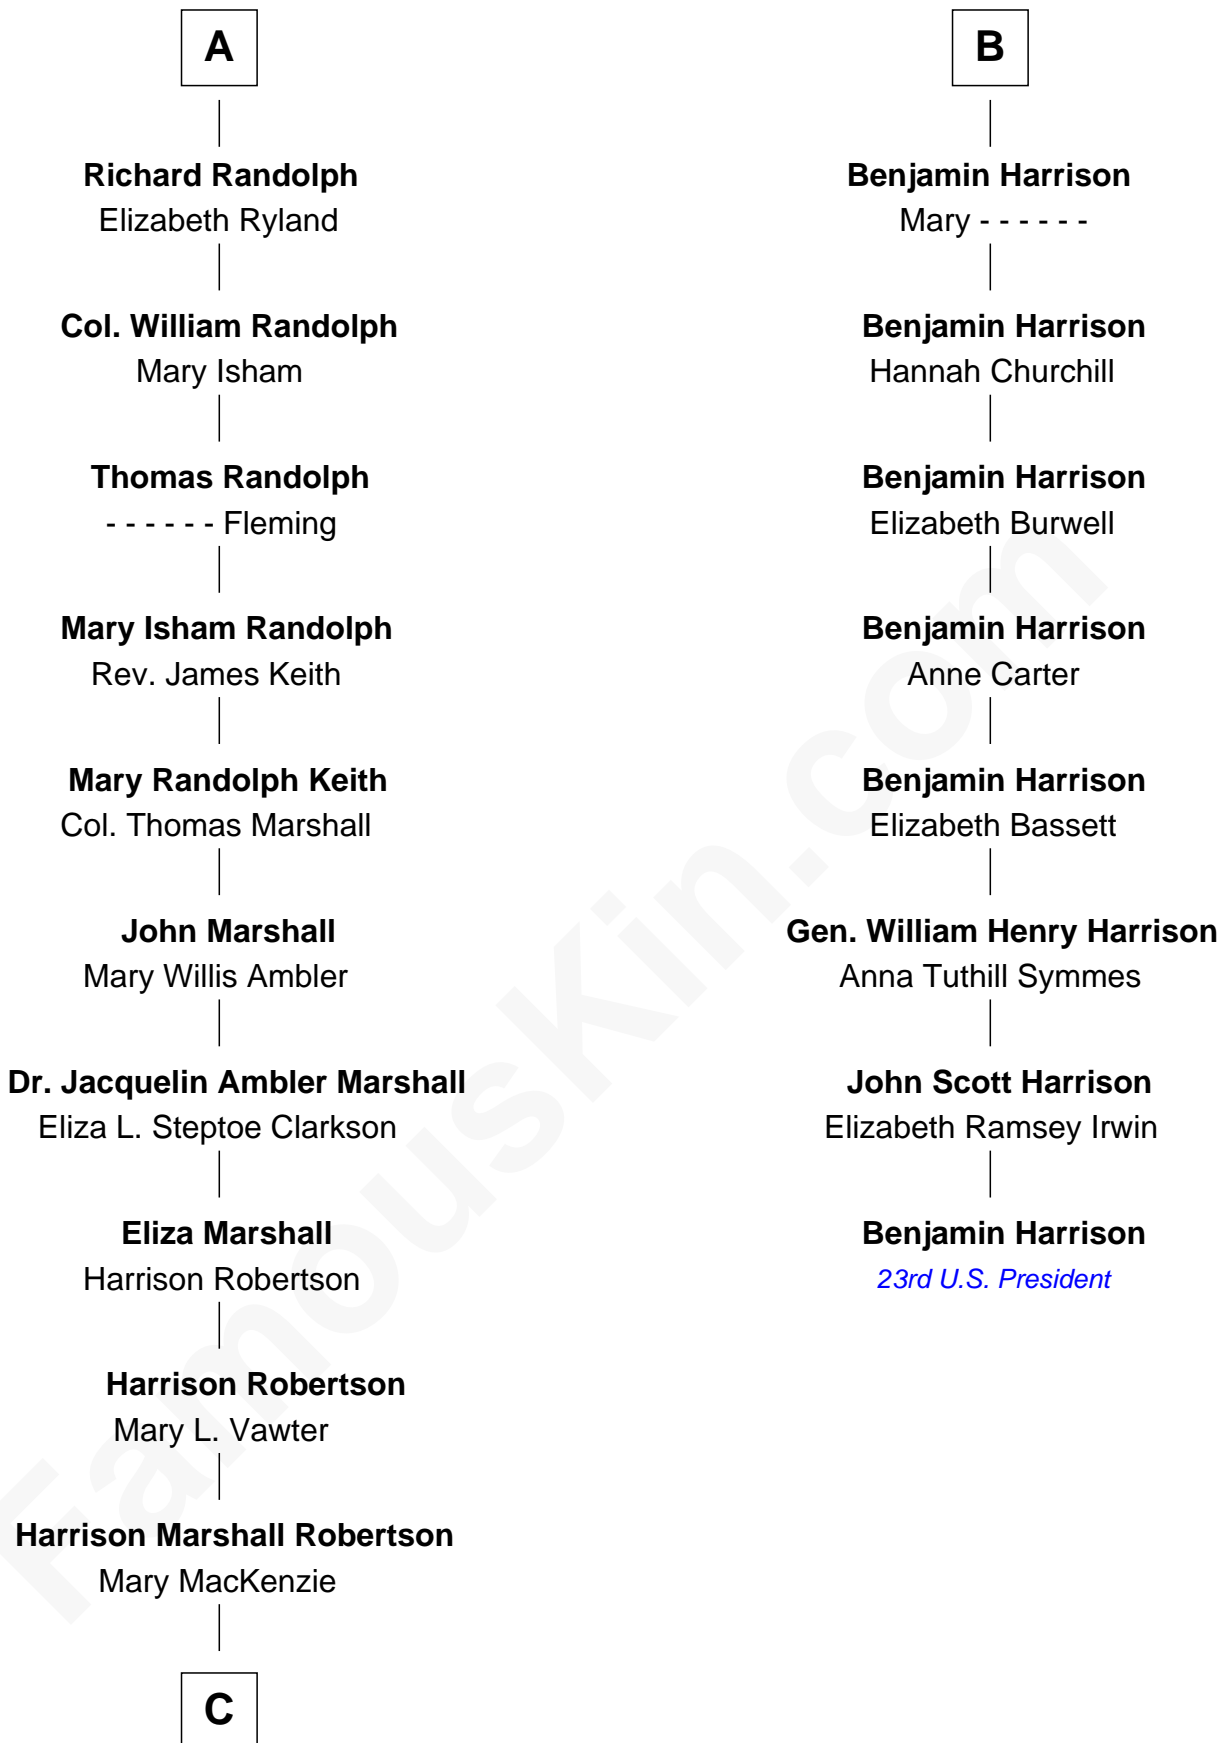 A
Richard Randolph
Elizabeth Ryland
Col. William Randolph
Mary Isham
Thomas Randolph
- - - - - - Fleming
Mary Isham Randolph
Rev. James Keith
Mary Randolph Keith
Col. Thomas Marshall
John Marshall
Mary Willis Ambler
Dr. Jacquelin Ambler Marshall
Eliza L. Steptoe Clarkson
Eliza Marshall
Harrison Robertson
Harrison Robertson
Mary L. Vawter
Harrison Marshall Robertson
Mary MacKenzie
C
B
Benjamin Harrison
Mary - - - - - -
Benjamin Harrison
Hannah Churchill
Benjamin Harrison
Elizabeth Burwell
Benjamin Harrison
Anne Carter
Benjamin Harrison
Elizabeth Bassett
Gen. William Henry Harrison
Anna Tuthill Symmes
John Scott Harrison
Elizabeth Ramsey Irwin
Benjamin Harrison
23rd U.S. President
FamousKin.com